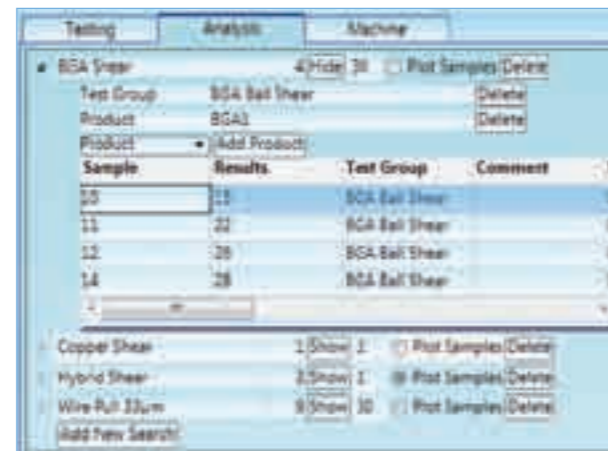 Testing Analysis Machine
BGA Shear 4 Hide 30 Plot Samples Delete
Test Group BGA Ball Shear Delete
Product BGA1 Delete
Product Add Product
Sample Results Test Group Comment
10 BGA Ball Shear
11 22 BGA Ball Shear
12 26 BGA Ball Shear
14 28 BGA Ball Shear
Copper Shear 1 Show 1 Plot Samples Delete
Hybrid Shear Show 1 Plot Samples Delete
Wire Pull 33um 9 Show 30 Plot Samples Delete
Add New Search